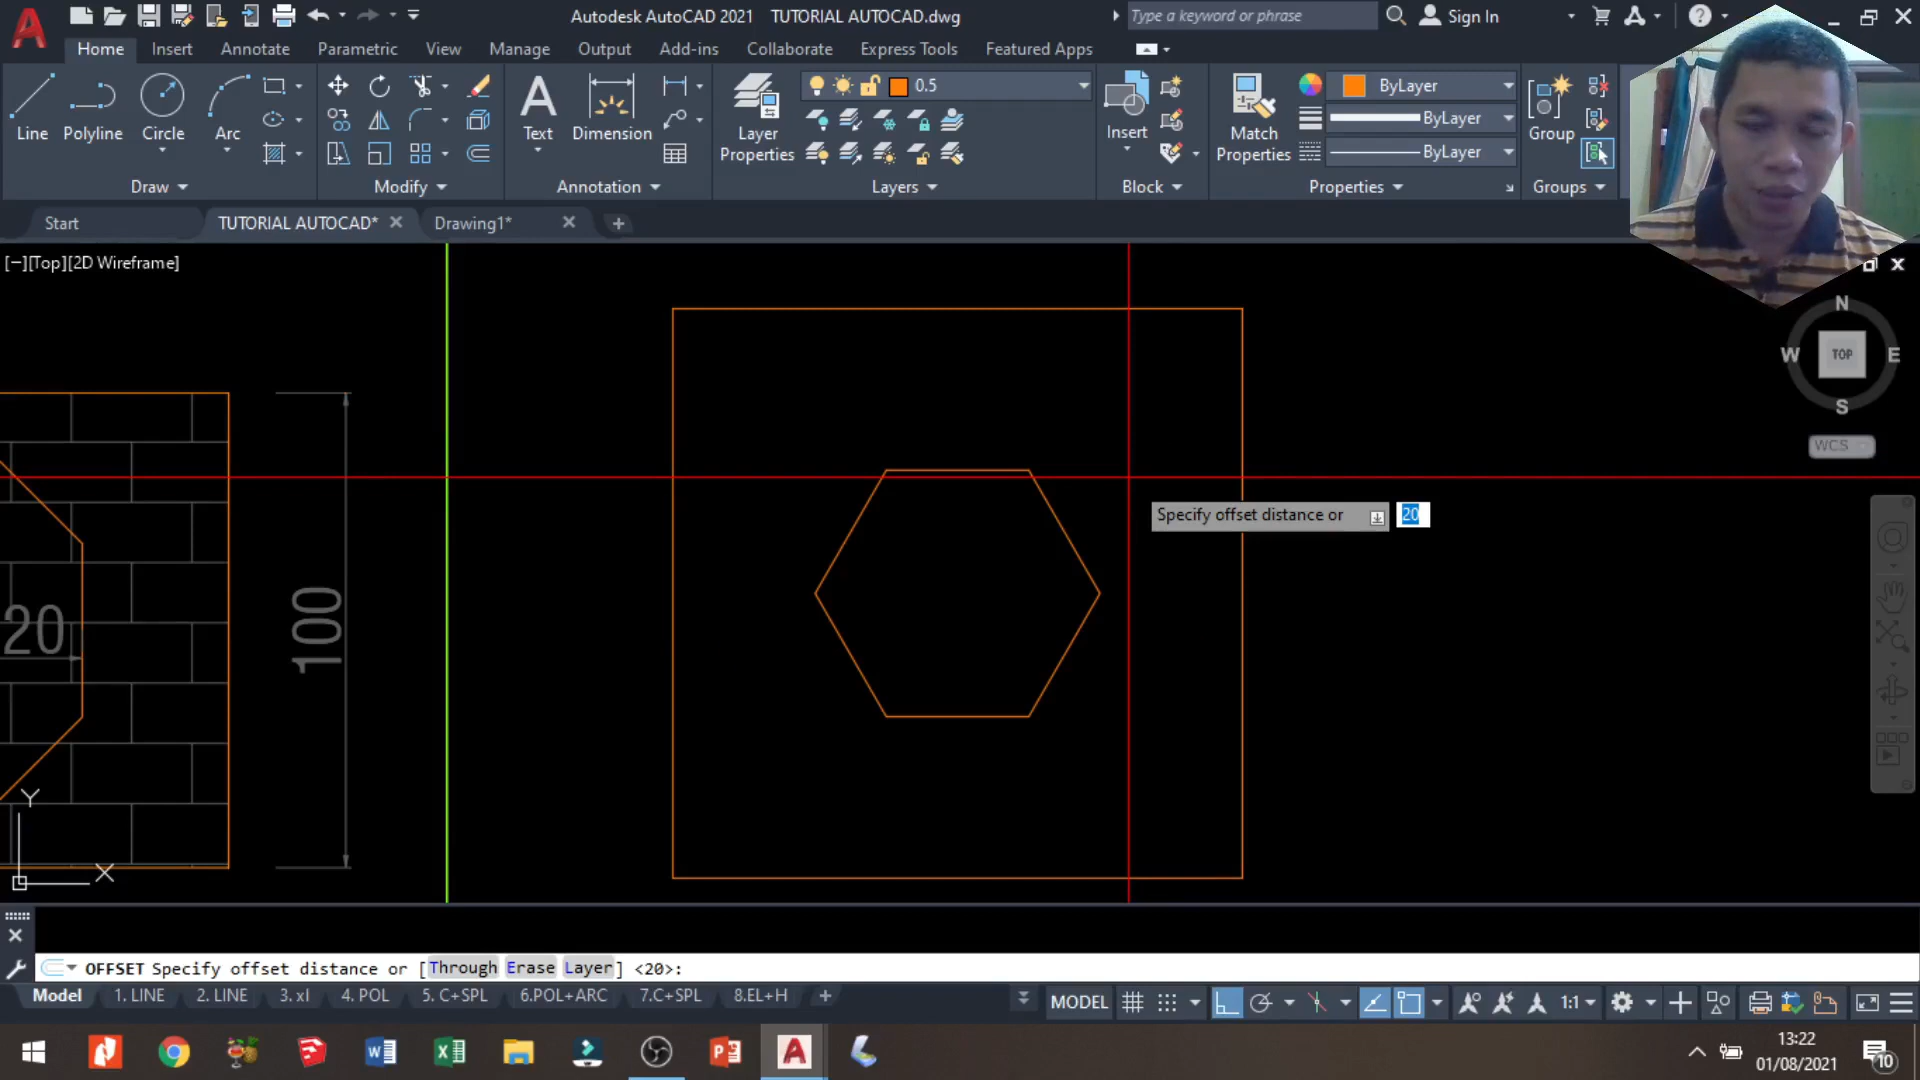 Autodesk AutoCAD 2021 TUTORIAL AUTOCAD.dwg
Type a keyword or phrase
Sign In
Home Insert Annotate Parametric View Manage Output Add-ins Collaborate Express Tools Featured Apps
0.5
ByLayer
ByLayer
ByLayer
Line Polyline Circle Arc
Text Dimension
Layer Properties
Insert
Match Properties
Group
Draw Modify Annotation Layers Block Properties Groups
Start TUTORIAL AUTOCAD* Drawing1*
[−][Top][2D Wireframe]
N
W TOP E
S
WCS
Specify offset distance or 20
20
100
Y
X
OFFSET Specify offset distance or [Through Erase Layer] <20>:
Model 1. LINE 2. LINE 3. xl 4. POL 5. C+SPL 6.POL+ARC 7.C+SPL 8.EL+H
MODEL 1:1
13:22
01/08/2021
10